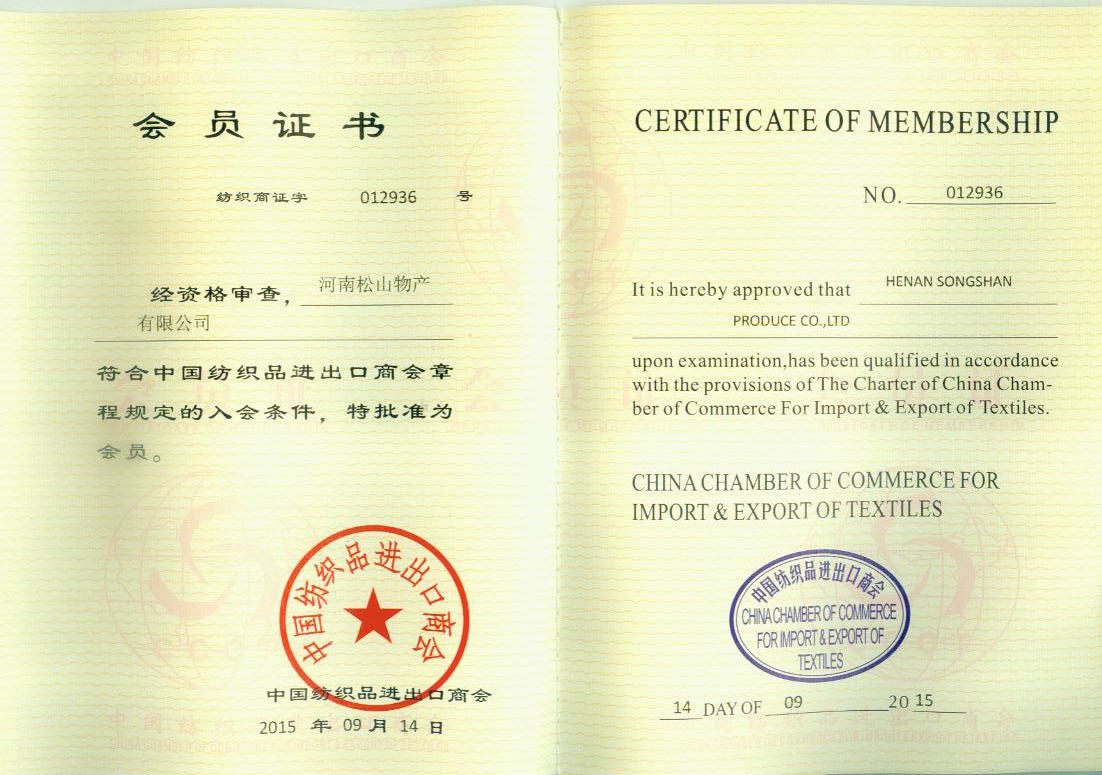 会员证书
纺织商证字 012936 号
经资格审查, 河南松山物产
有限公司
符合中国纺织品进出口商会章
程规定的入会条件, 特批准为
会员。
中国纺织品进出口商会
中国纺织品进出口商会
2015 年 09 月 14 日
CERTIFICATE OF MEMBERSHIP
NO. 012936
It is hereby approved that HENAN SONGSHAN
PRODUCE CO.,LTD
upon examination,has been qualified in accordance
with the provisions of The Charter of China Cham-
ber of Commerce For Import & Export of Textiles.
CHINA CHAMBER OF COMMERCE FOR
IMPORT & EXPORT OF TEXTILES
中国纺织品进出口商会
CHINA CHAMBER OF COMMERCE
FOR IMPORT & EXPORT OF
TEXTILES
14 DAY OF 09 2015